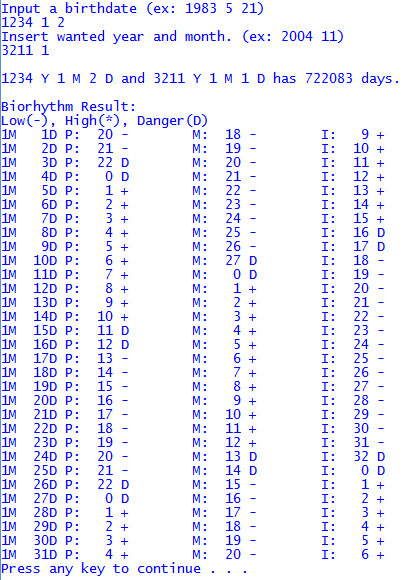 Input a birthdate (ex: 1983 5 21)
1234 1 2
Insert wanted year and month. (ex: 2004 11)
3211 1

1234 Y 1 M 2 D and 3211 Y 1 M 1 D has 722083 days.

Biorhythm Result:
Low(-), High(*), Danger(D)
1M 1D P: 20 - M: 18 - I: 9 +
1M 2D P: 21 - M: 19 - I: 10 +
1M 3D P: 22 D M: 20 - I: 11 +
1M 4D P: 0 D M: 21 - I: 12 +
1M 5D P: 1 + M: 22 - I: 13 +
1M 6D P: 2 + M: 23 - I: 14 +
1M 7D P: 3 + M: 24 - I: 15 +
1M 8D P: 4 + M: 25 - I: 16 D
1M 9D P: 5 + M: 26 - I: 17 D
1M 10D P: 6 + M: 27 D I: 18 -
1M 11D P: 7 + M: 0 D I: 19 -
1M 12D P: 8 + M: 1 + I: 20 -
1M 13D P: 9 + M: 2 + I: 21 -
1M 14D P: 10 + M: 3 + I: 22 -
1M 15D P: 11 D M: 4 + I: 23 -
1M 16D P: 12 D M: 5 + I: 24 -
1M 17D P: 13 - M: 6 + I: 25 -
1M 18D P: 14 - M: 7 + I: 26 -
1M 19D P: 15 - M: 8 + I: 27 -
1M 20D P: 16 - M: 9 + I: 28 -
1M 21D P: 17 - M: 10 + I: 29 -
1M 22D P: 18 - M: 11 + I: 30 -
1M 23D P: 19 - M: 12 + I: 31 -
1M 24D P: 20 - M: 13 D I: 32 D
1M 25D P: 21 - M: 14 D I: 0 D
1M 26D P: 22 D M: 15 - I: 1 +
1M 27D P: 0 D M: 16 - I: 2 +
1M 28D P: 1 + M: 17 - I: 3 +
1M 29D P: 2 + M: 18 - I: 4 +
1M 30D P: 3 + M: 19 - I: 5 +
1M 31D P: 4 + M: 20 - I: 6 +
Press any key to continue . . .